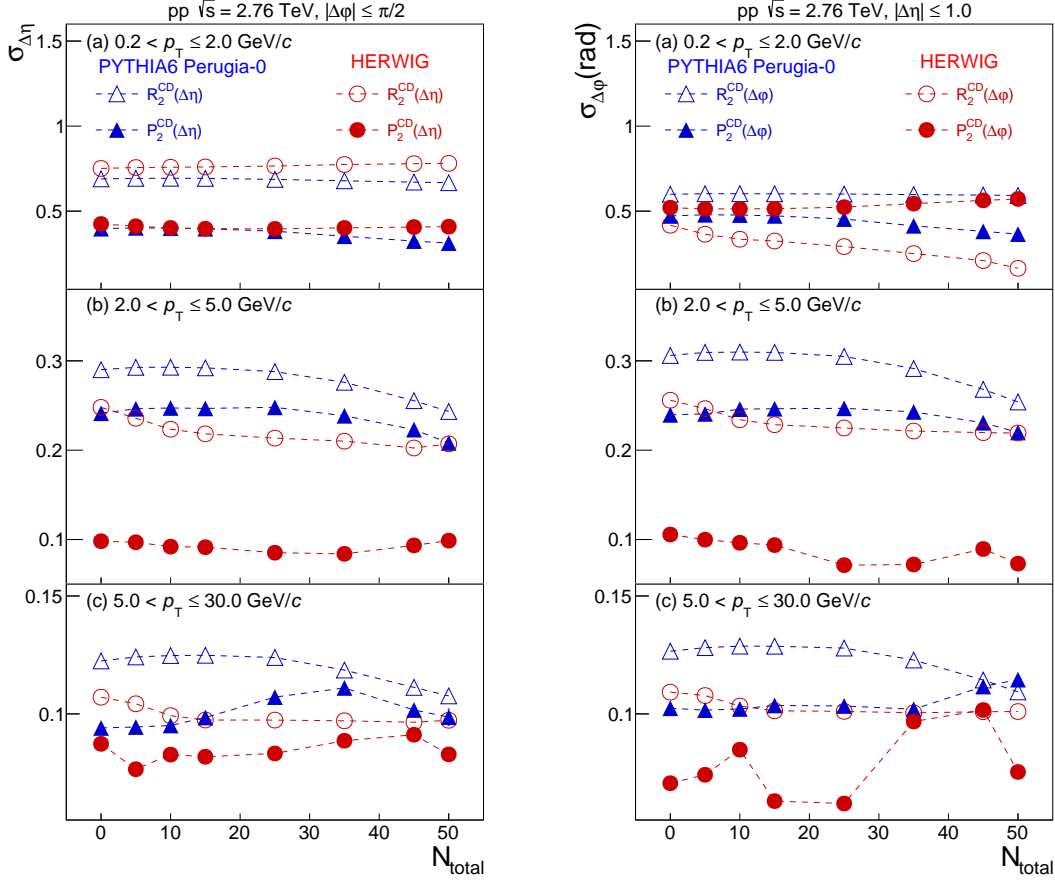 pp √s = 2.76 TeV, |Δφ| ≤ π/2
σ_Δη
1.5
1
0.5
(a) 0.2 < p_T ≤ 2.0 GeV/c
PYTHIA6 Perugia-0 HERWIG
R_2^CD(Δη) R_2^CD(Δη)
P_2^CD(Δη) P_2^CD(Δη)
(b) 2.0 < p_T ≤ 5.0 GeV/c
0.3
0.2
0.1
(c) 5.0 < p_T ≤ 30.0 GeV/c
0.15
0.1
0 10 20 30 40 50
N_total
pp √s = 2.76 TeV, |Δη| ≤ 1.0
σ_Δφ(rad)
1.5
1
0.5
(a) 0.2 < p_T ≤ 2.0 GeV/c
PYTHIA6 Perugia-0 HERWIG
R_2^CD(Δφ) R_2^CD(Δφ)
P_2^CD(Δφ) P_2^CD(Δφ)
(b) 2.0 < p_T ≤ 5.0 GeV/c
0.3
0.2
0.1
(c) 5.0 < p_T ≤ 30.0 GeV/c
0.15
0.1
0 10 20 30 40 50
N_total